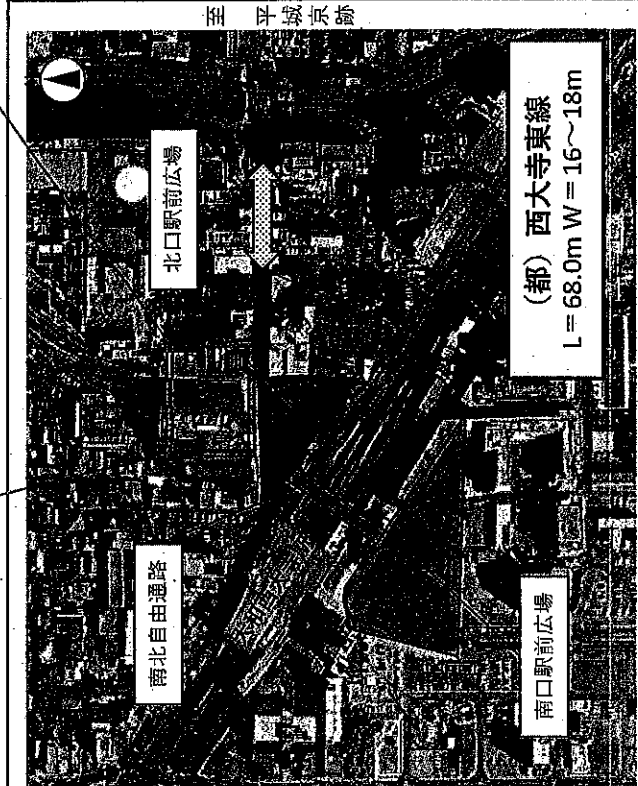 至 平城京跡
北口駅前広場
南北自由通路
(都) 西大寺東線
L = 68.0m W = 16～18m
南口駅前広場